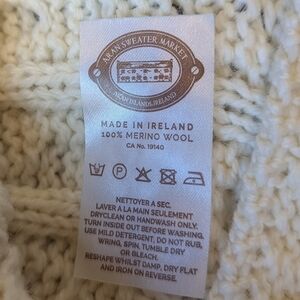 ARAN SWEATER MARKET
ARAN ISLANDS, IRELAND
MADE IN IRELAND
100% MERINO WOOL
CA No. 19140
NETTOYER A SEC.
LAVER A LA MAIN SEULEMENT
DRYCLEAN OR HANDWASH ONLY.
TURN INSIDE OUT BEFORE WASHING.
USE MILD DETERGENT, DO NOT RUB,
WRING, SPIN, TUMBLE DRY
OR BLEACH.
RESHAPE WHILST DAMP, DRY FLAT
AND IRON ON REVERSE.